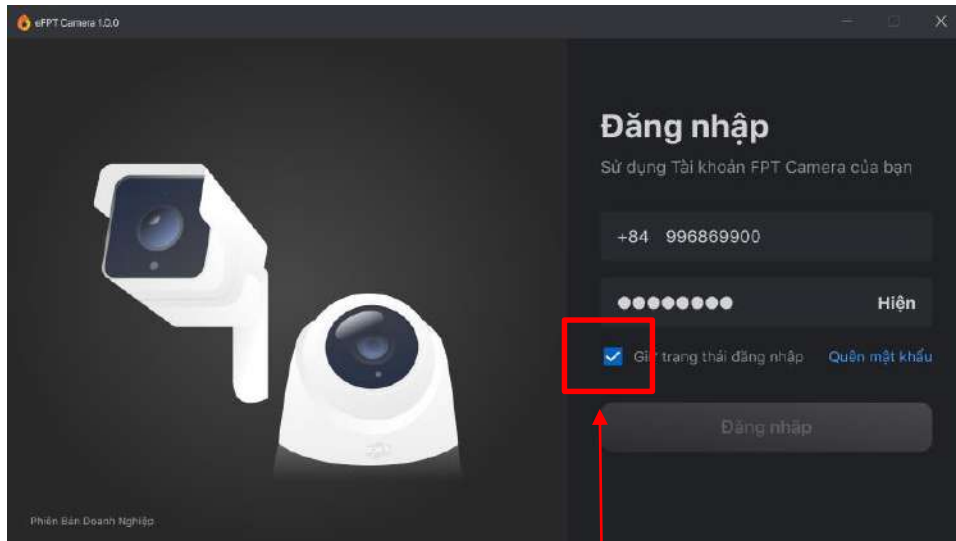 eFPT Camera 1.0.0
Đăng nhập
Sử dụng Tài khoản FPT Camera của bạn
+84 996869900
Hiện
Giữ trạng thái đăng nhập Quên mật khẩu
Đăng nhập
Phiên Bản Doanh Nghiệp